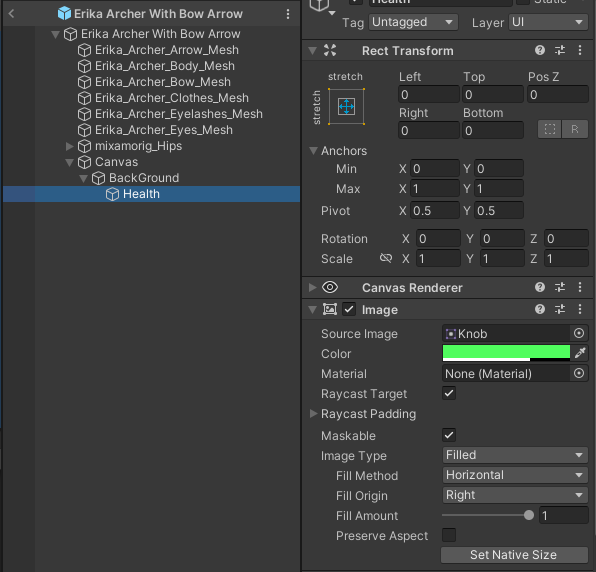 Erika Archer With Bow Arrow
Erika Archer With Bow Arrow
Erika_Archer_Arrow_Mesh
Erika_Archer_Body_Mesh
Erika_Archer_Bow_Mesh
Erika_Archer_Clothes_Mesh
Erika_Archer_Eyelashes_Mesh
Erika_Archer_Eyes_Mesh
mixamorig_Hips
Canvas
BackGround
Health
Health Static
Tag Untagged Layer UI
Rect Transform
stretch
stretch
Left Top Pos Z
0 0 0
Right Bottom
0 0 R
Anchors
Min X 0 Y 0
Max X 1 Y 1
Pivot X 0.5 Y 0.5
Rotation X 0 Y 0 Z 0
Scale X 1 Y 1 Z 1
Canvas Renderer
Image
Source Image Knob
Color
Material None (Material)
Raycast Target
Raycast Padding
Maskable
Image Type Filled
Fill Method Horizontal
Fill Origin Right
Fill Amount 1
Preserve Aspect
Set Native Size